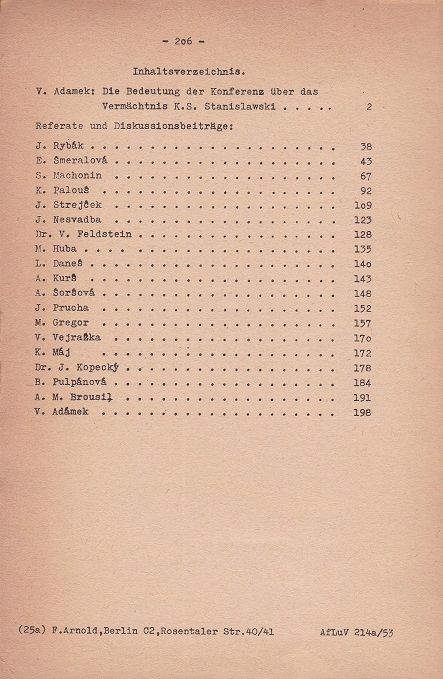 - 2o6 -
Inhaltsverzeichnis.
V. Adamek: Die Bedeutung der Konferenz über das
Vermächtnis K.S. Stanislawski . . . . . 2
Referate und Diskussionsbeiträge:
J. Rybák . . . . . . . . . . . . . . . . . . . . 38
E. Šmeralová . . . . . . . . . . . . . . . . . . 43
S. Machonin . . . . . . . . . . . . . . . . . . 67
K. Palouš . . . . . . . . . . . . . . . . . . 92
J. Strejček . . . . . . . . . . . . . . . . . . 1o9
J. Nesvadba . . . . . . . . . . . . . . . . . . 123
Dr. V. Feldstein . . . . . . . . . . . . . . . . 128
M. Huba . . . . . . . . . . . . . . . . . . . . 135
L. Daneš . . . . . . . . . . . . . . . . . . . . 14o
A. Kurš . . . . . . . . . . . . . . . . . . . . 143
A. Šoršová . . . . . . . . . . . . . . . . . . . 148
J. Prucha . . . . . . . . . . . . . . . . . . . 152
M. Gregor . . . . . . . . . . . . . . . . . . . 157
V. Vejražka . . . . . . . . . . . . . . . . . . 17o
K. Máj . . . . . . . . . . . . . . . . . . 172
Dr. J. Kopecký . . . . . . . . . . . . . . . . . 178
B. Pulpánová . . . . . . . . . . . . . . . . . . 184
A. M. Brousil . . . . . . . . . . . . . . . . . 191
V. Adámek . . . . . . . . . . . . . . . . . . 198
(25a) F.Arnold,Berlin C2,Rosentaler Str.40/41 AfLuV 214a/53